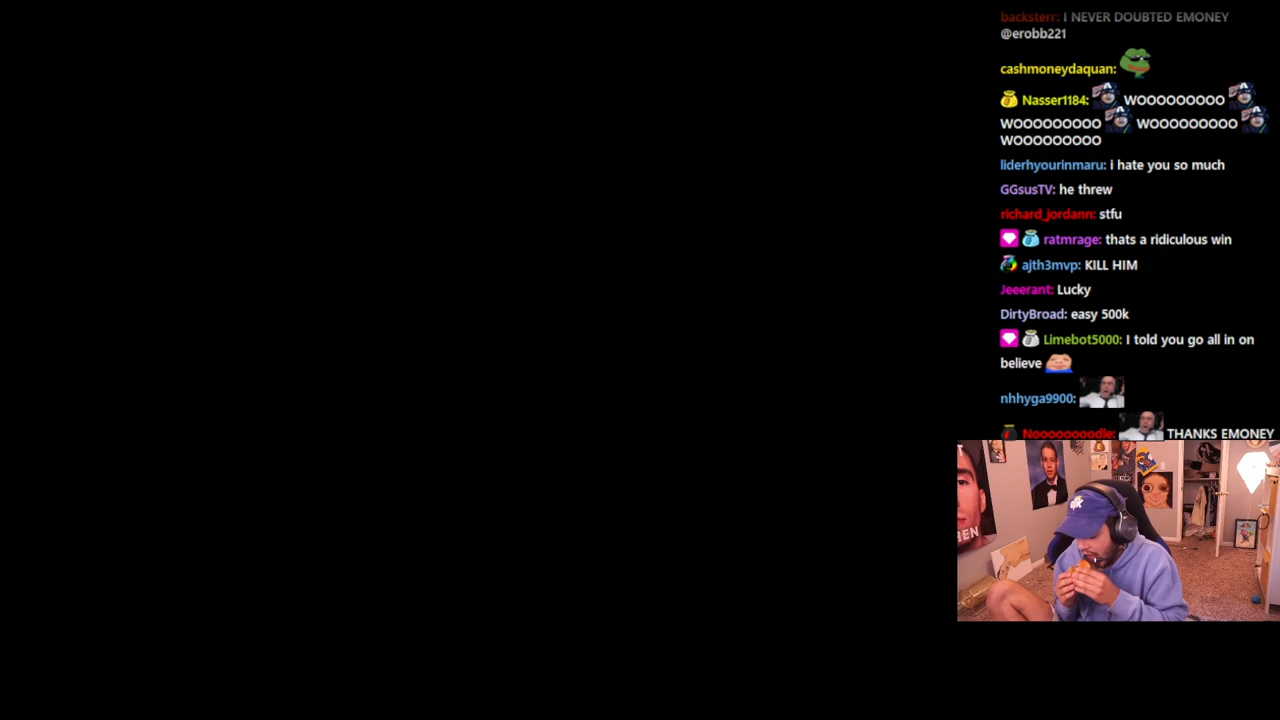 backsterr: I NEVER DOUBTED EMONEY
@erobb221
cashmoneydaquan:
Nasser1184: WOOOOOOOOO
WOOOOOOOOO WOOOOOOOOO
WOOOOOOOOO
liderhyourinmaru: i hate you so much
GGsusTV: he threw
richard_jordann: stfu
ratmrage: thats a ridiculous win
ajth3mvp: KILL HIM
Jeeerant: Lucky
DirtyBroad: easy 500k
Limebot5000: I told you go all in on
believe
nhhyga9900:
Noooooooodle: THANKS EMONEY